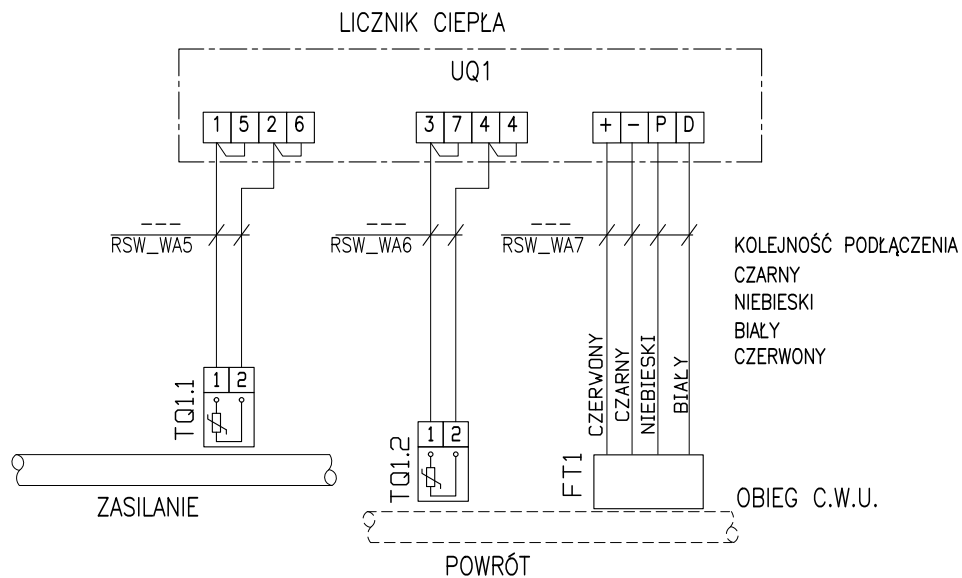 LICZNIK CIEPŁA
UQ1
1 5 2 6
3 7 4 4
+ - P D
RSW_WA5
RSW_WA6
RSW_WA7
KOLEJNOŚĆ PODŁĄCZENIA
CZARNY
NIEBIESKI
BIAŁY
CZERWONY
CZERWONY
CZARNY
NIEBIESKI
BIAŁY
TQ1.1
1 2
TQ1.2
1 2
FT1
ZASILANIE
OBIEG C.W.U.
POWRÓT